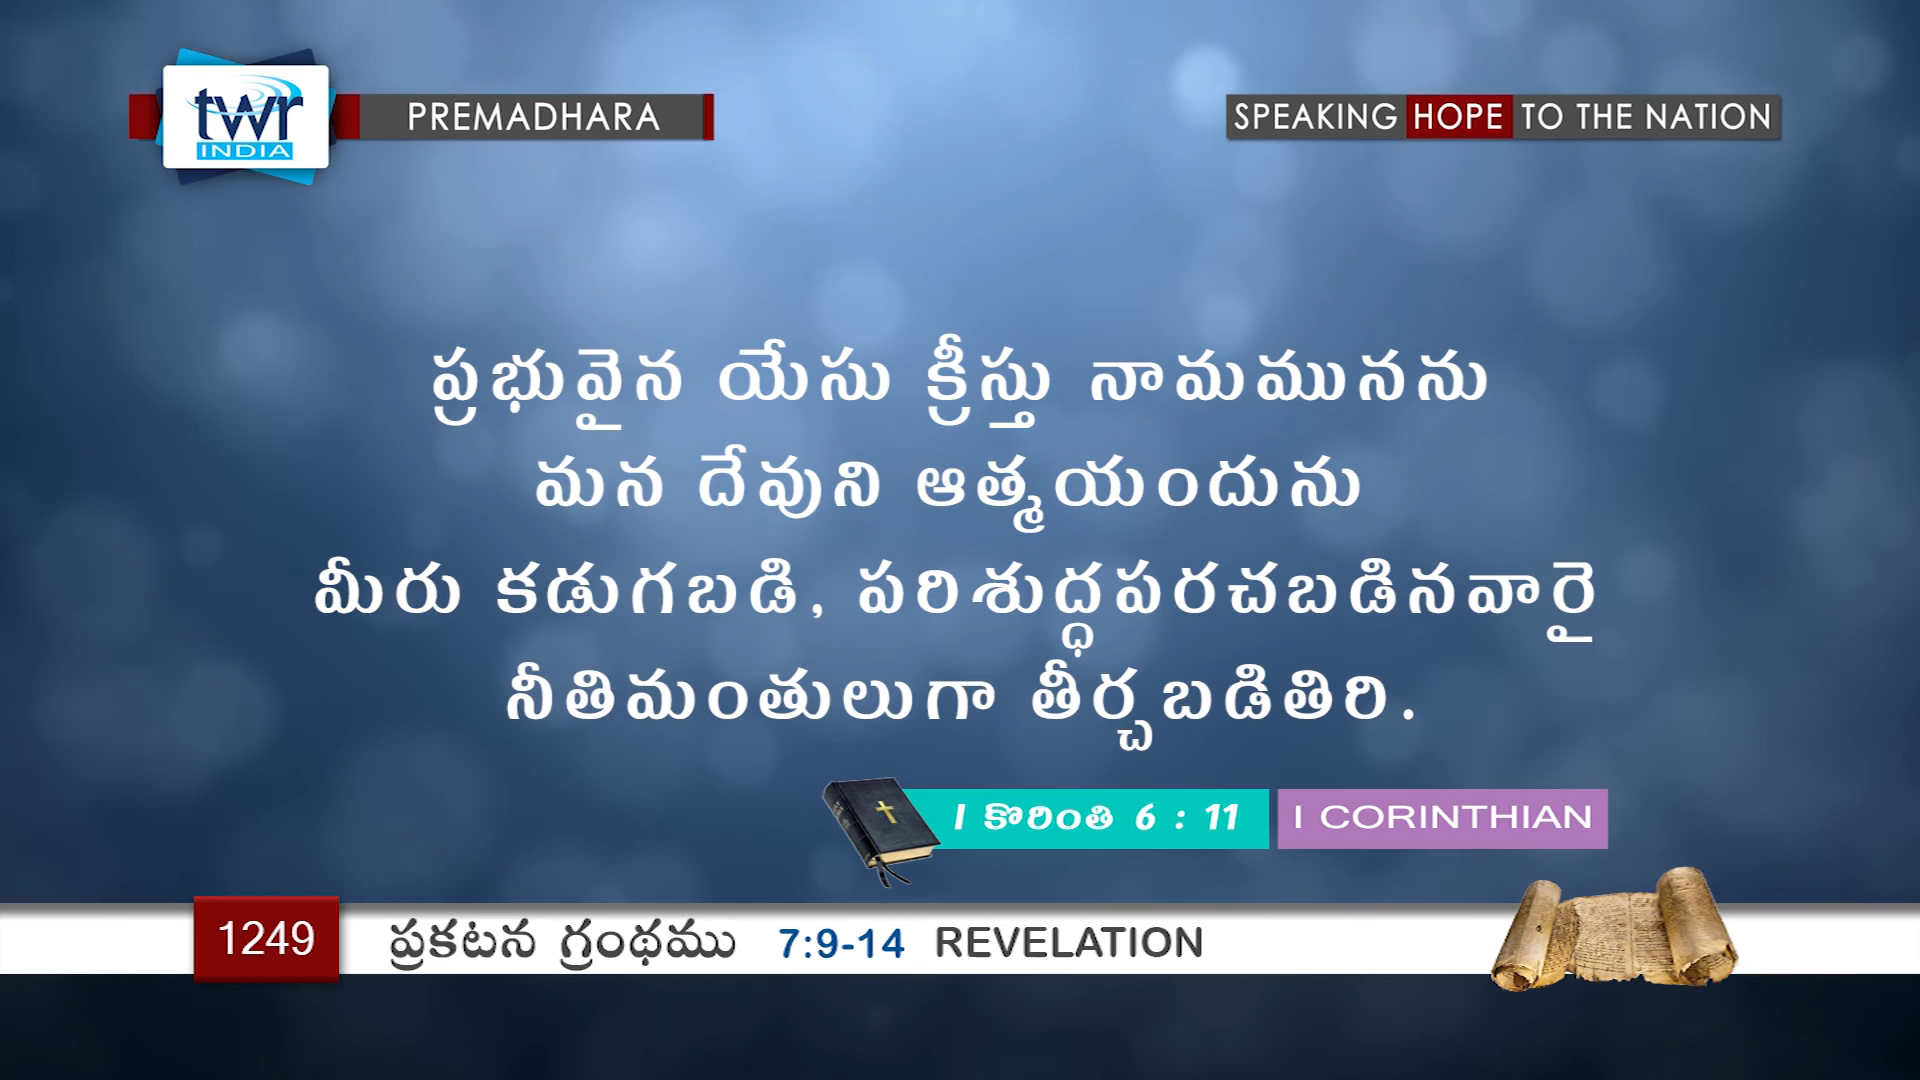 twr
INDIA
PREMADHARA
SPEAKING HOPE TO THE NATION
ప్రభువైన యేసు క్రీస్తు నామమునను
మన దేవుని ఆత్మయందును
మీరు కడుగబడి, పరిశుద్ధపరచబడినవారై
నీతిమంతులుగా తీర్చబడితిరి.
I కొరింతి 6 : 11 I CORINTHIAN
1249 ప్రకటన గ్రంథము 7:9-14 REVELATION